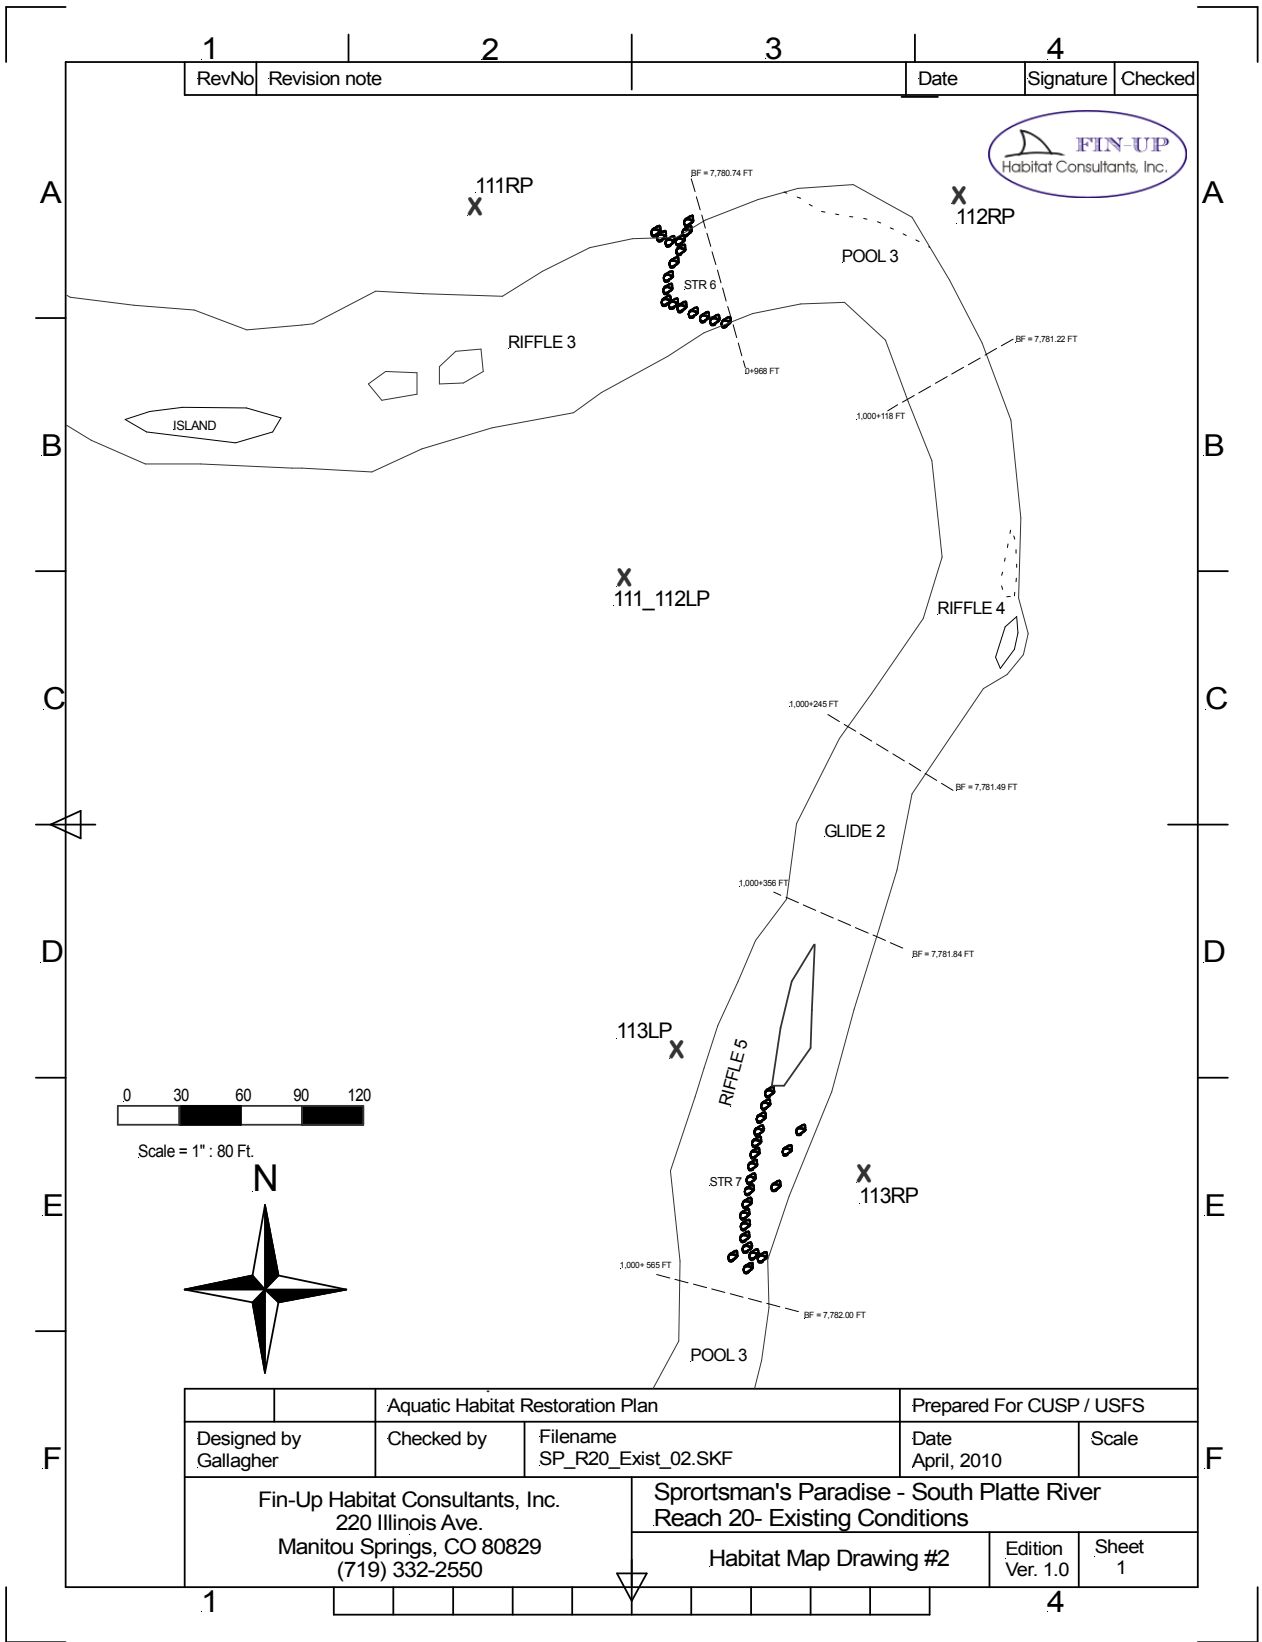 1 2 3 4
RevNo Revision note Date Signature Checked
FIN-UP
Habitat Consultants, Inc.
A A
BF = 7,780.74 FT
111RP
112RP
POOL 3
STR 6
RIFFLE 3
BF = 7,781.22 FT
0+968 FT
1,000+118 FT
ISLAND
B B
111_112LP
RIFFLE 4
C C
1,000+245 FT
BF = 7,781.49 FT
GLIDE 2
1,000+356 FT
D D
BF = 7,781.84 FT
113LP
RIFFLE 5
0 30 60 90 120
Scale = 1" : 80 Ft.
N
STR 7
113RP
E E
1,000+ 565 FT
BF = 7,782.00 FT
POOL 3
Aquatic Habitat Restoration Plan
Prepared For CUSP / USFS
Designed by
Gallagher
Checked by
Filename
SP_R20_Exist_02.SKF
Date
April, 2010
Scale
F F
Fin-Up Habitat Consultants, Inc.
220 Illinois Ave.
Manitou Springs, CO 80829
(719) 332-2550
Sprortsman's Paradise - South Platte River
Reach 20- Existing Conditions
Habitat Map Drawing #2
Edition
Ver. 1.0
Sheet
1
1 4